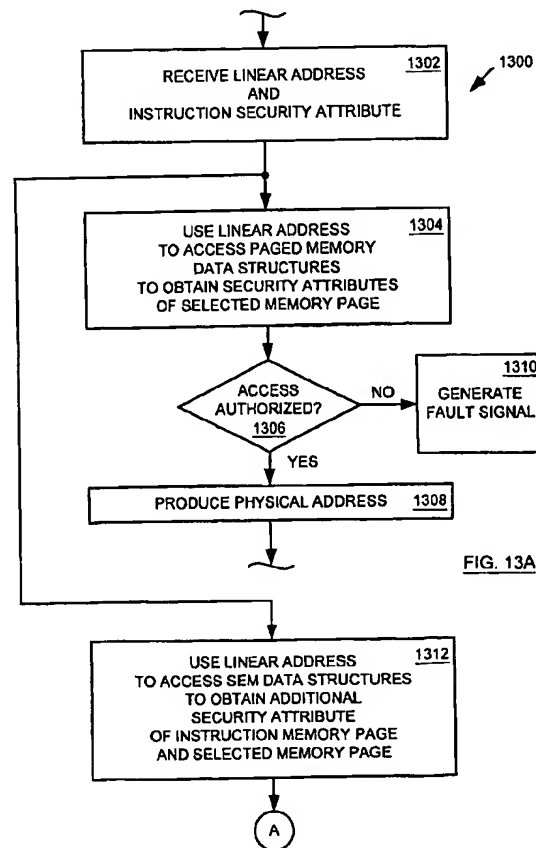 1302
RECEIVE LINEAR ADDRESS
AND
INSTRUCTION SECURITY ATTRIBUTE
1300
1304
USE LINEAR ADDRESS
TO ACCESS PAGED MEMORY
DATA STRUCTURES
TO OBTAIN SECURITY ATTRIBUTES
OF SELECTED MEMORY PAGE
ACCESS
AUTHORIZED?
1306
NO
1310
GENERATE
FAULT SIGNAL
YES
PRODUCE PHYSICAL ADDRESS 1308
FIG. 13A
1312
USE LINEAR ADDRESS
TO ACCESS SEM DATA STRUCTURES
TO OBTAIN ADDITIONAL
SECURITY ATTRIBUTE
OF INSTRUCTION MEMORY PAGE
AND SELECTED MEMORY PAGE
A